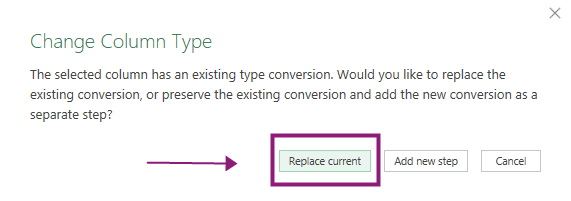 Change Column Type
The selected column has an existing type conversion. Would you like to replace the
existing conversion, or preserve the existing conversion and add the new conversion as a
separate step?
Replace current Add new step Cancel